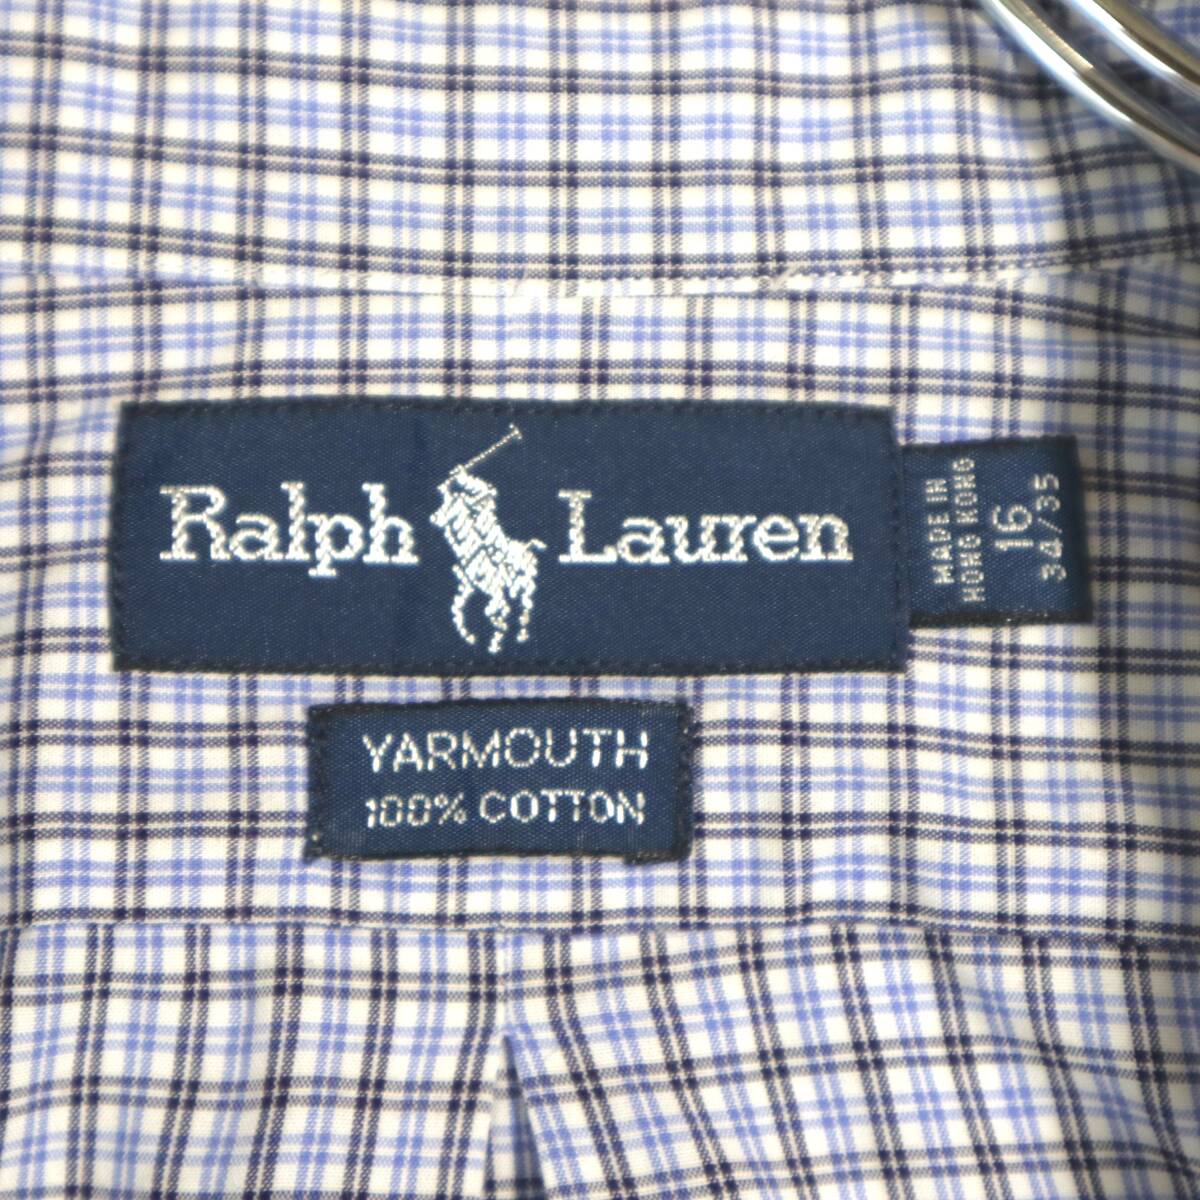 Ralph Lauren
MADE IN
HONG KONG
16
34/35
YARMOUTH
100% COTTON